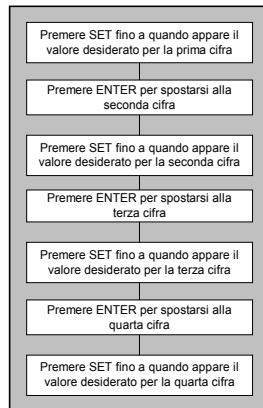 Premere SET fino a quando appare il
valore desiderato per la prima cifra
Premere ENTER per spostarsi alla
seconda cifra
Premere SET fino a quando appare il
valore desiderato per la seconda cifra
Premere ENTER per spostarsi alla
terza cifra
Premere SET fino a quando appare il
valore desiderato per la terza cifra
Premere ENTER per spostarsi alla
quarta cifra
Premere SET fino a quando appare il
valore desiderato per la quarta cifra